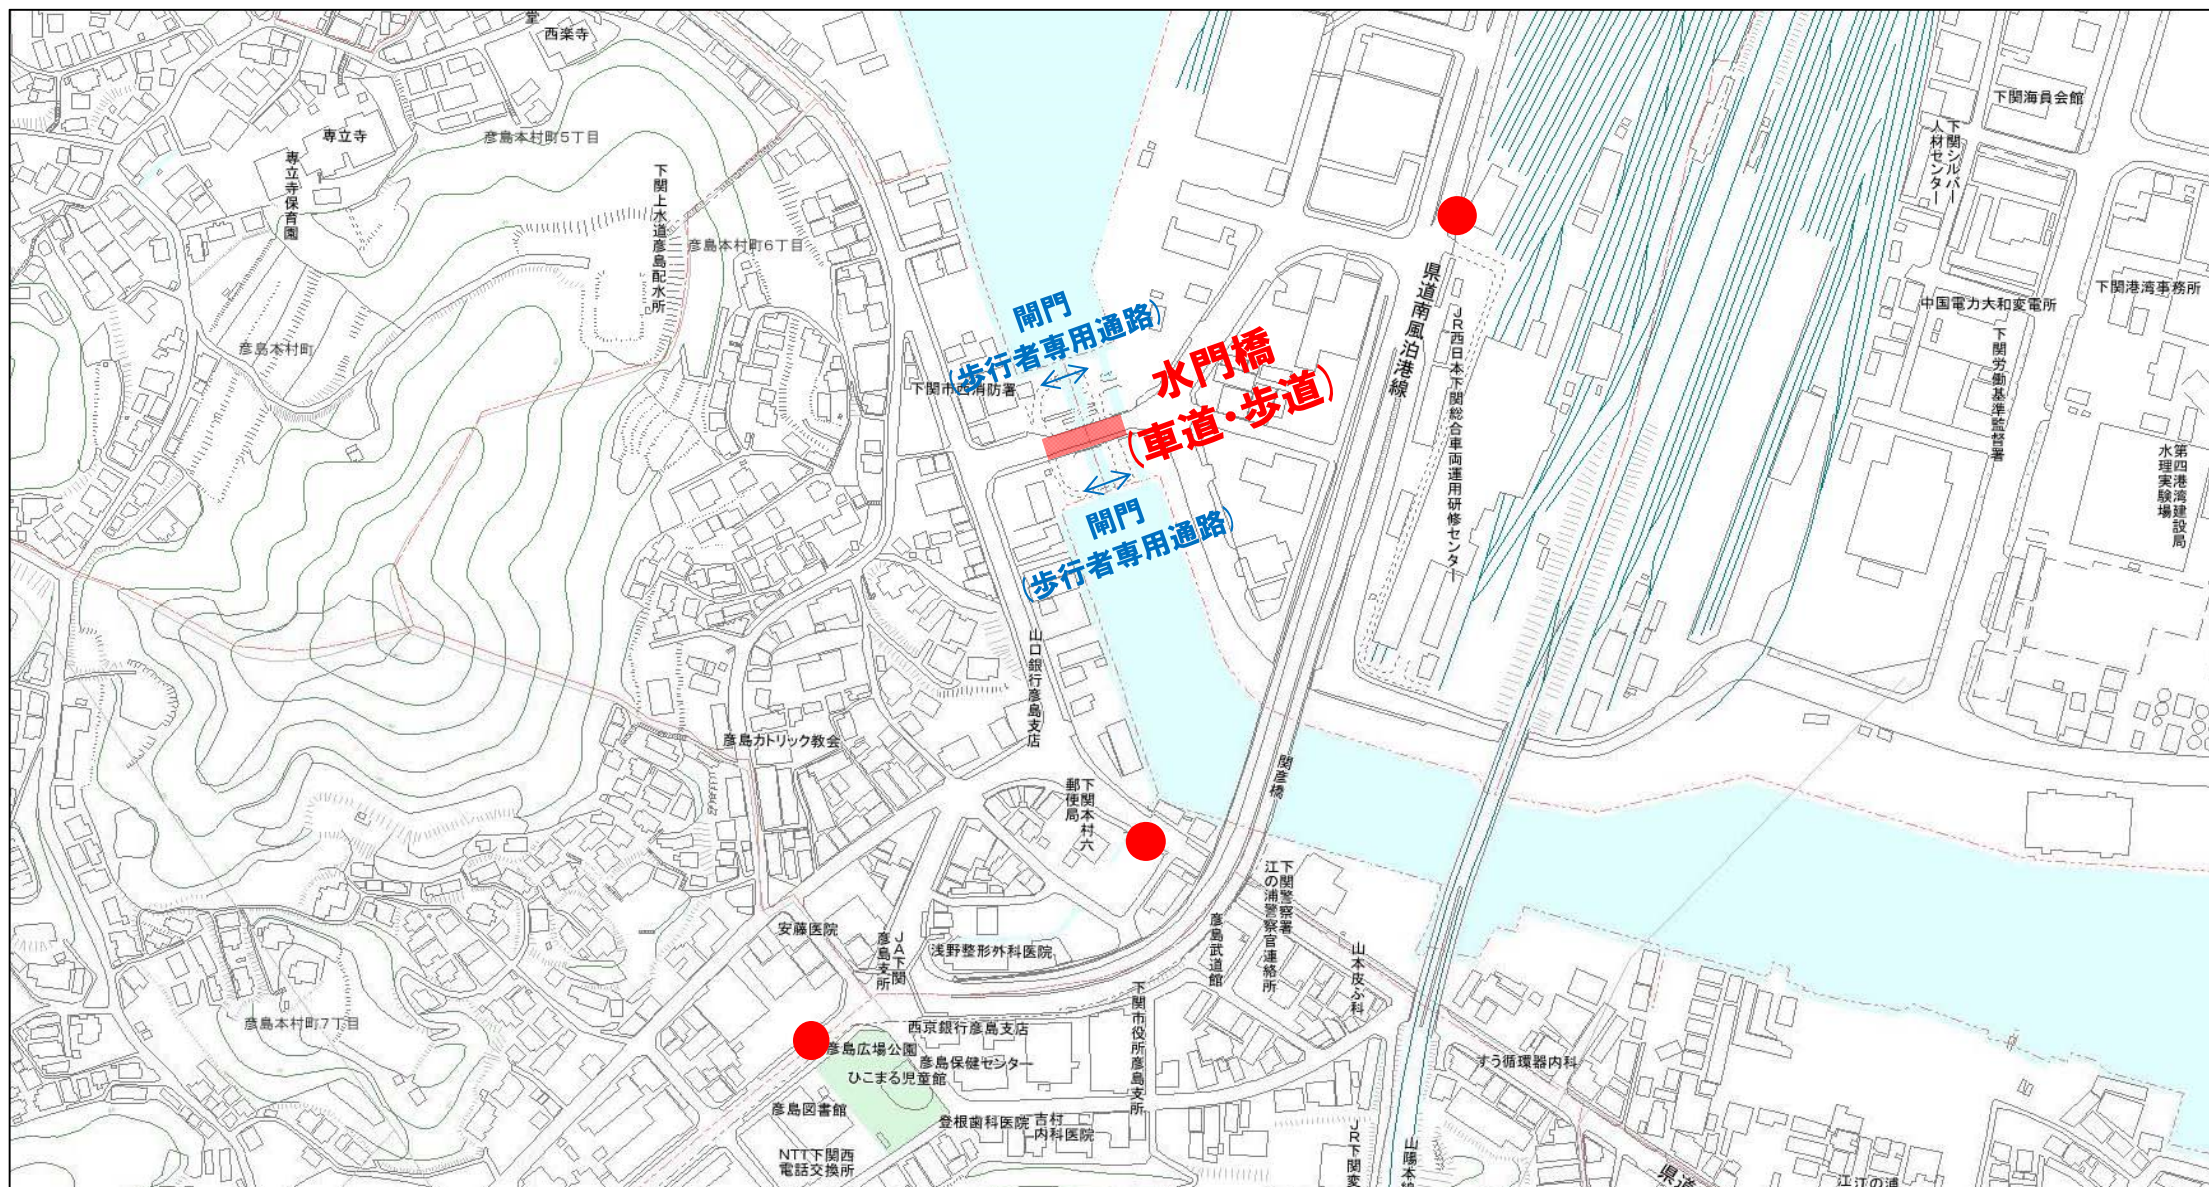 堂
西楽寺
専立寺
専立寺保育園
彦島本村町5丁目
下関上水道彦島配水所
彦島本村町6丁目
彦島本村町
下関海員会館
下関シルバー
人材センター
下関港湾事務所
中国電力大和変電所
下関労働基準監督署
第四港湾建設局
水理実験場
県道南風泊港線
JR西日本下関総合車両運用研修センター
閘門
(歩行者専用通路)
水門橋
(車道・歩道)
下関市西消防署
閘門
(歩行者専用通路)
山口銀行彦島支店
彦島カトリック教会
関彦橋
下関本村六
郵便局
下関警察署
江の浦警察官連絡所
彦島武道館
山本皮ふ科
安藤医院
JA下関
彦島支所
浅野整形外科医院
下関市役所彦島支所
彦島本村町7丁目
西京銀行彦島支店
彦島広場公園
彦島保健センター
ひこまる児童館
すう循環器内科
彦島図書館
登根歯科医院
吉村
内科医院
NTT下関西
電話交換所
JR下関変
山陽本線
県道
江の浦